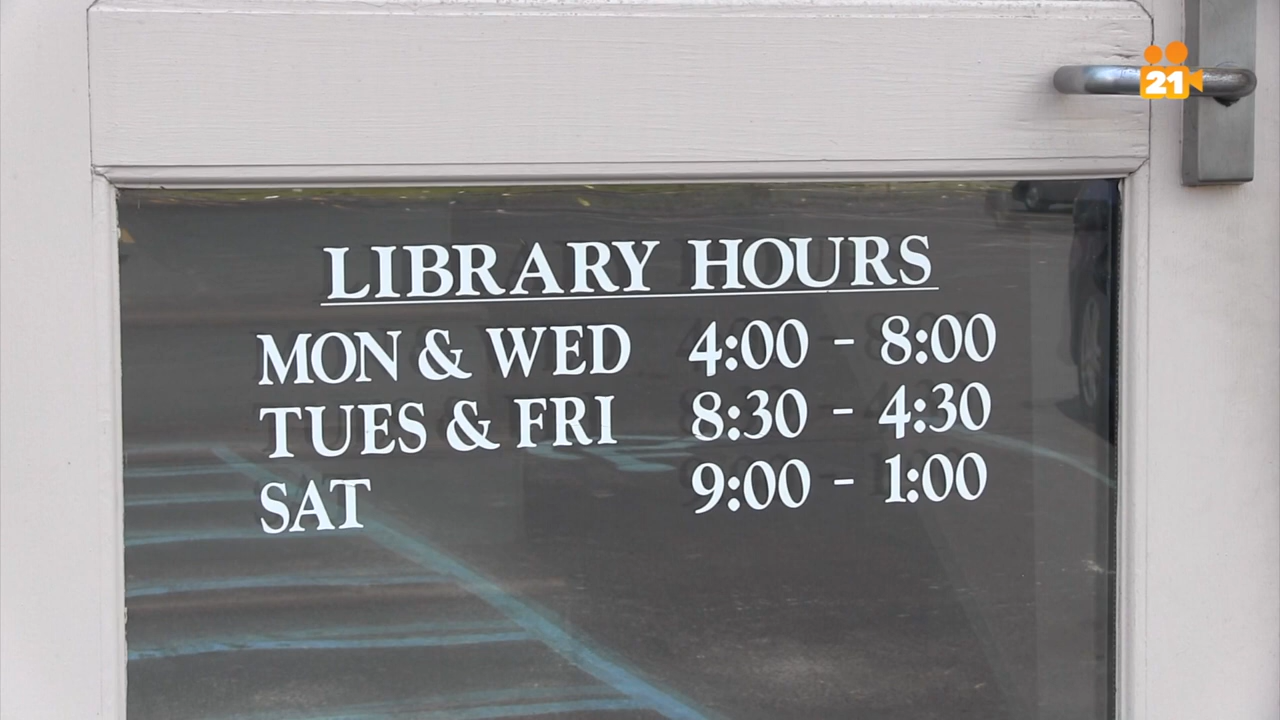 21
LIBRARY HOURS
MON & WED 4:00 - 8:00
TUES & FRI 8:30 - 4:30
SAT 9:00 - 1:00